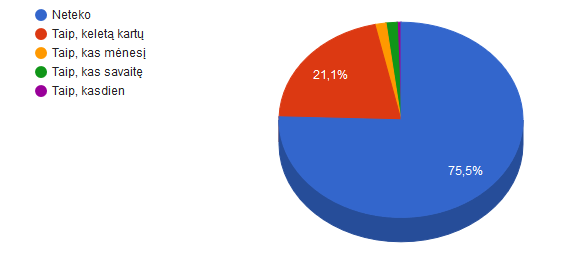 Neteko
Taip, keletą kartų
Taip, kas mėnesį
Taip, kas savaitę
Taip, kasdien
21,1%
75,5%